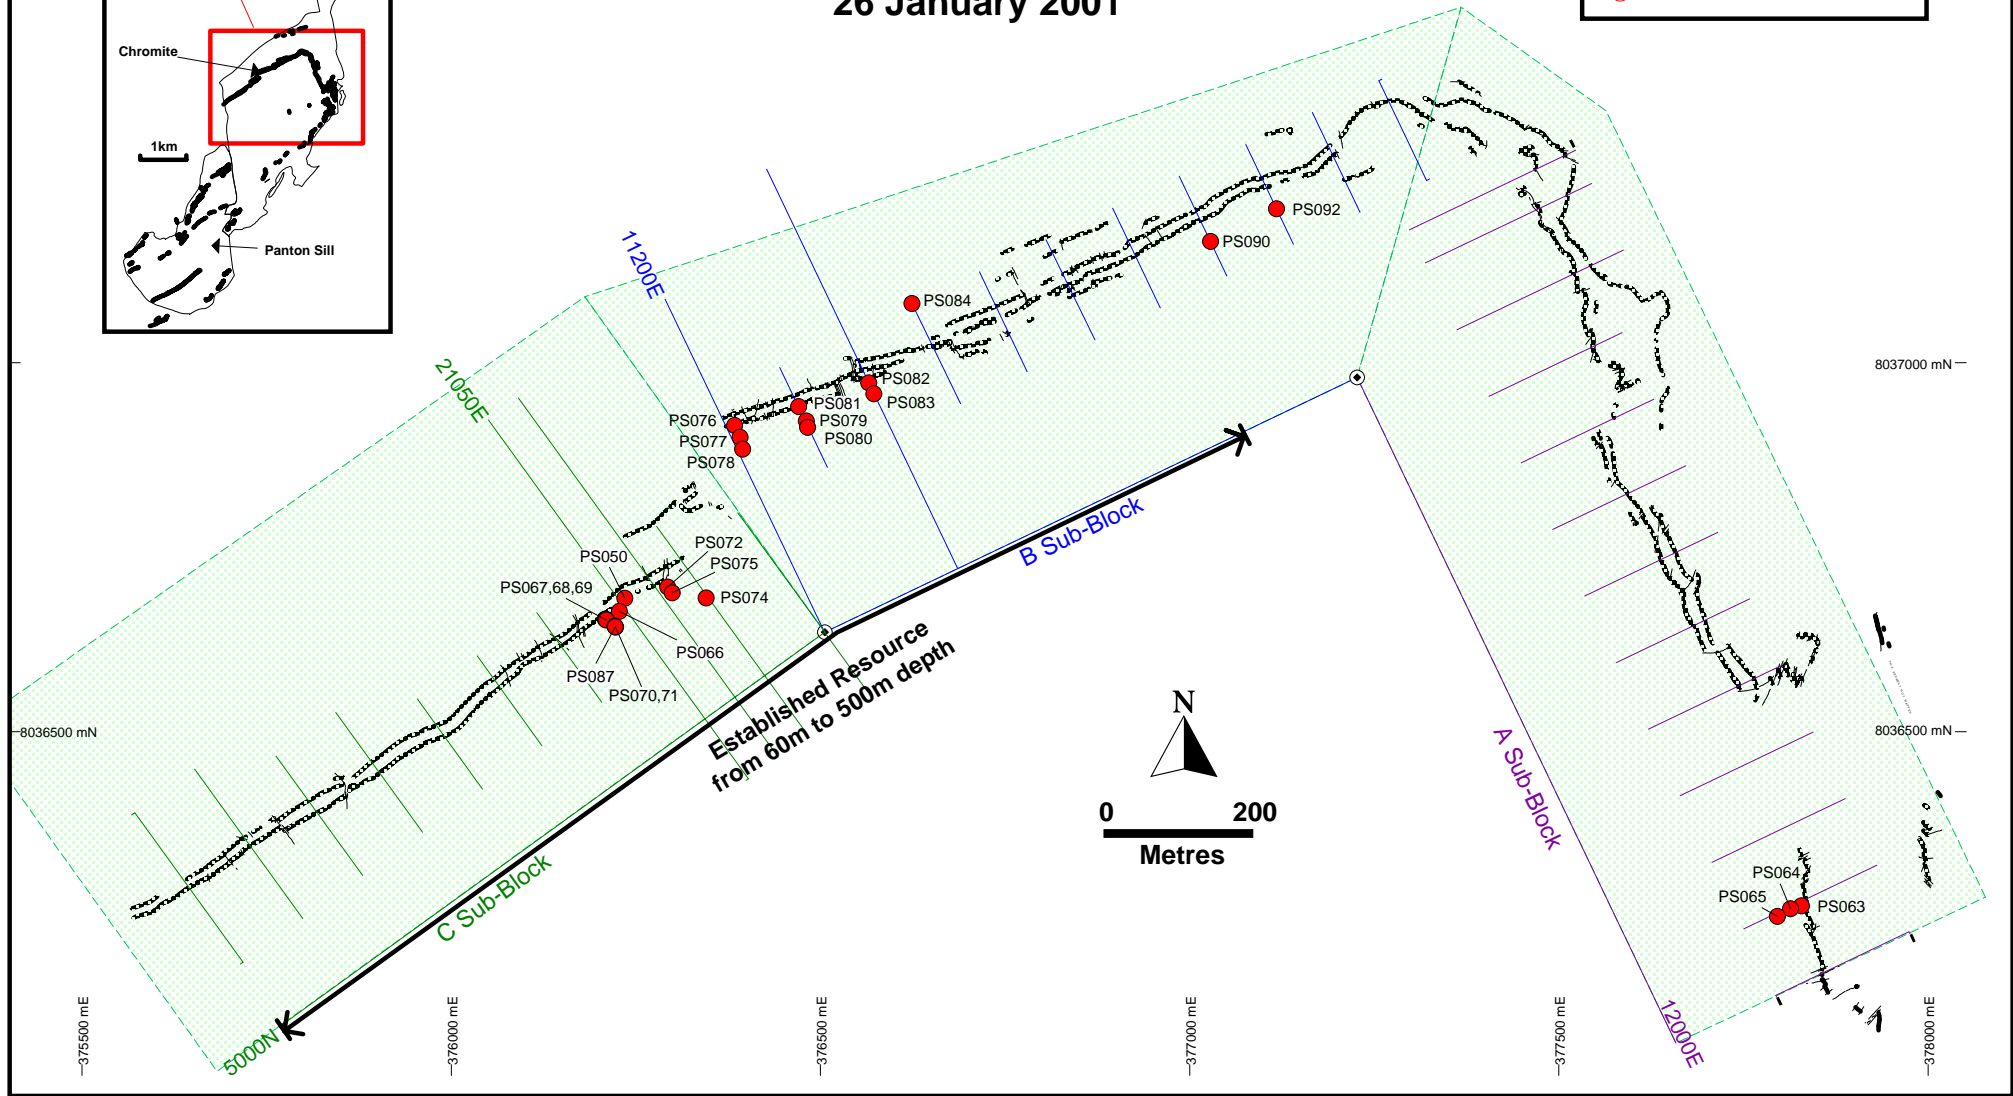 26 January 2001
Chromite
1km
Panton Sill
11200E
21050E
PS092
PS090
PS084
PS082
PS083
PS081
PS079
PS080
PS076
PS077
PS078
8037000 mN
PS072
PS050
PS075
PS067,68,69
PS074
PS066
PS087
PS070,71
B Sub-Block
Established Resource
from 60m to 500m depth
8036500 mN
8036500 mN
N
0 200
Metres
A Sub-Block
C Sub-Block
PS064
PS065
PS063
5000N
12000E
375500 mE
376000 mE
376500 mE
377000 mE
377500 mE
378000 mE